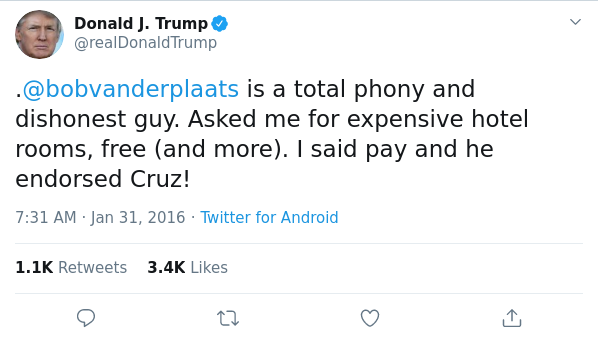 Donald J. Trump
@realDonaldTrump
.@bobvanderplaats is a total phony and
dishonest guy. Asked me for expensive hotel
rooms, free (and more). I said pay and he
endorsed Cruz!
7:31 AM · Jan 31, 2016 · Twitter for Android
1.1K Retweets 3.4K Likes